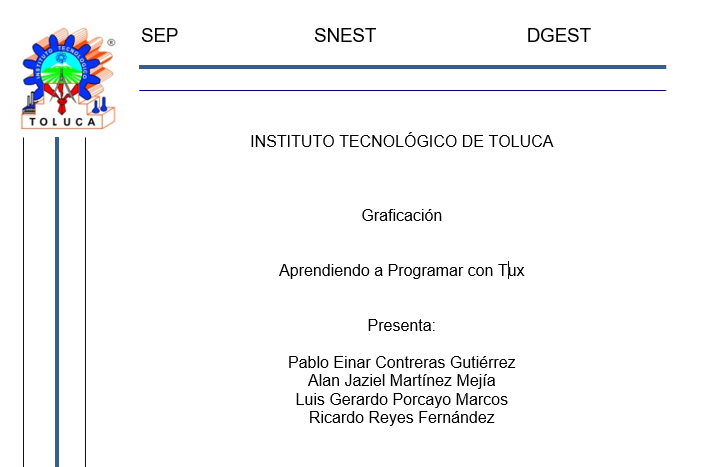 SEP SNEST DGEST
INSTITUTO TECNOLOGICO
®
TOLUCA
INSTITUTO TECNOLÓGICO DE TOLUCA
Graficación
Aprendiendo a Programar con Tux
Presenta:
Pablo Einar Contreras Gutiérrez
Alan Jaziel Martínez Mejía
Luis Gerardo Porcayo Marcos
Ricardo Reyes Fernández